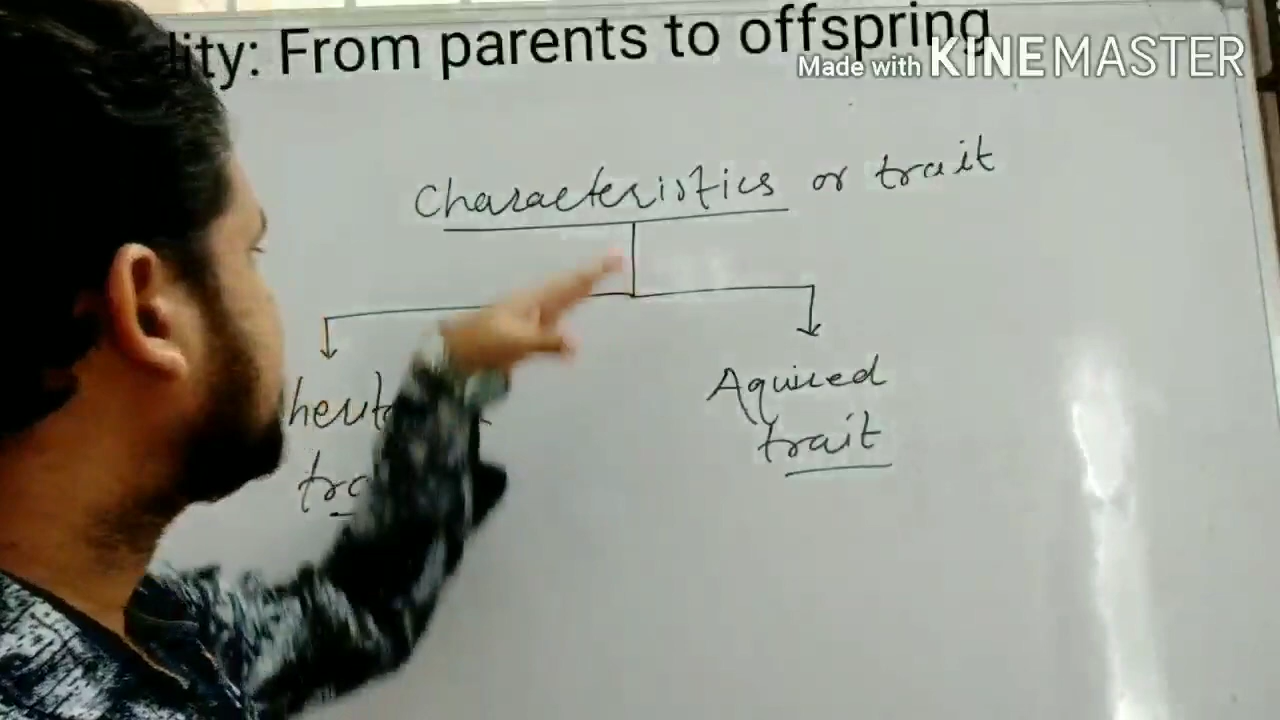 lity: From parents to offspring
Made with KINEMASTER
Characteristics or trait
Aquired
trait